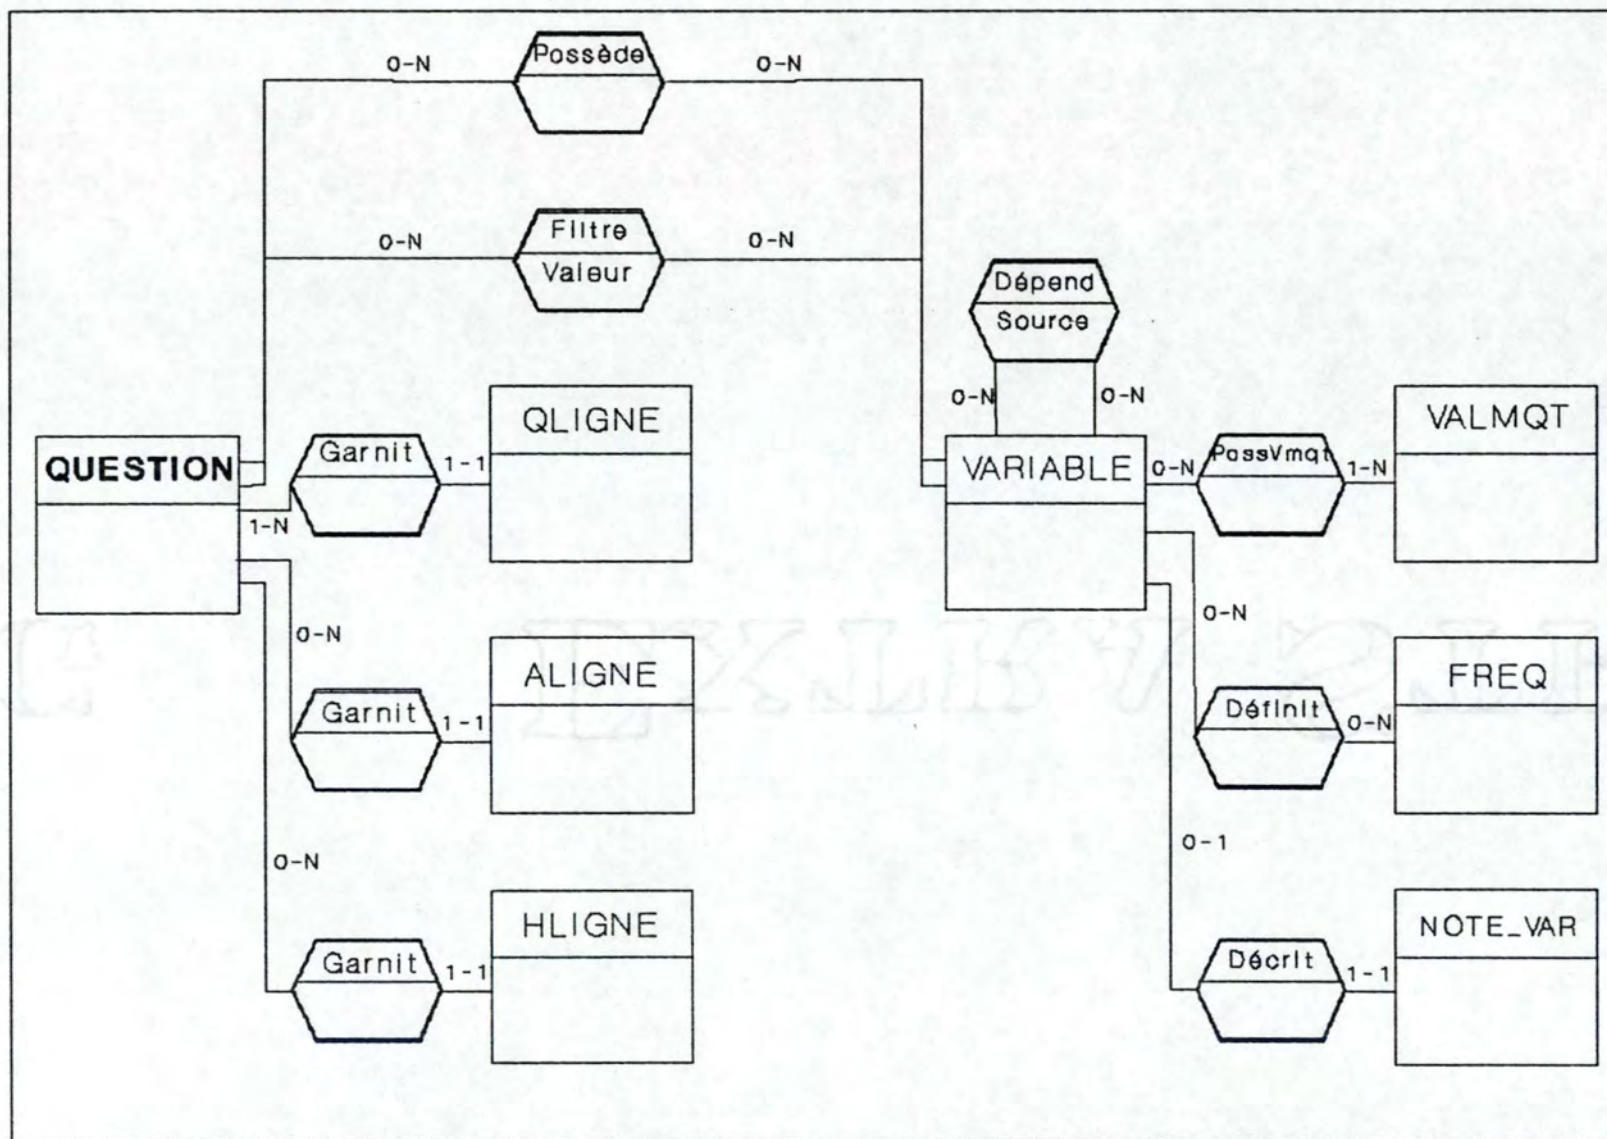 Possède
0-N
0-N
Filtre
0-N
0-N
Valeur
Dépend
Source
0-N
0-N
QLIGNE
VALMQT
QUESTION
Garnit
1-1
VARIABLE
0-N
PossVmqt
1-N
1-N
0-N
0-N
ALIGNE
FREQ
Garnit
1-1
Définit
0-N
0-N
0-1
HLIGNE
NOTE_VAR
Garnit
1-1
Décrit
1-1